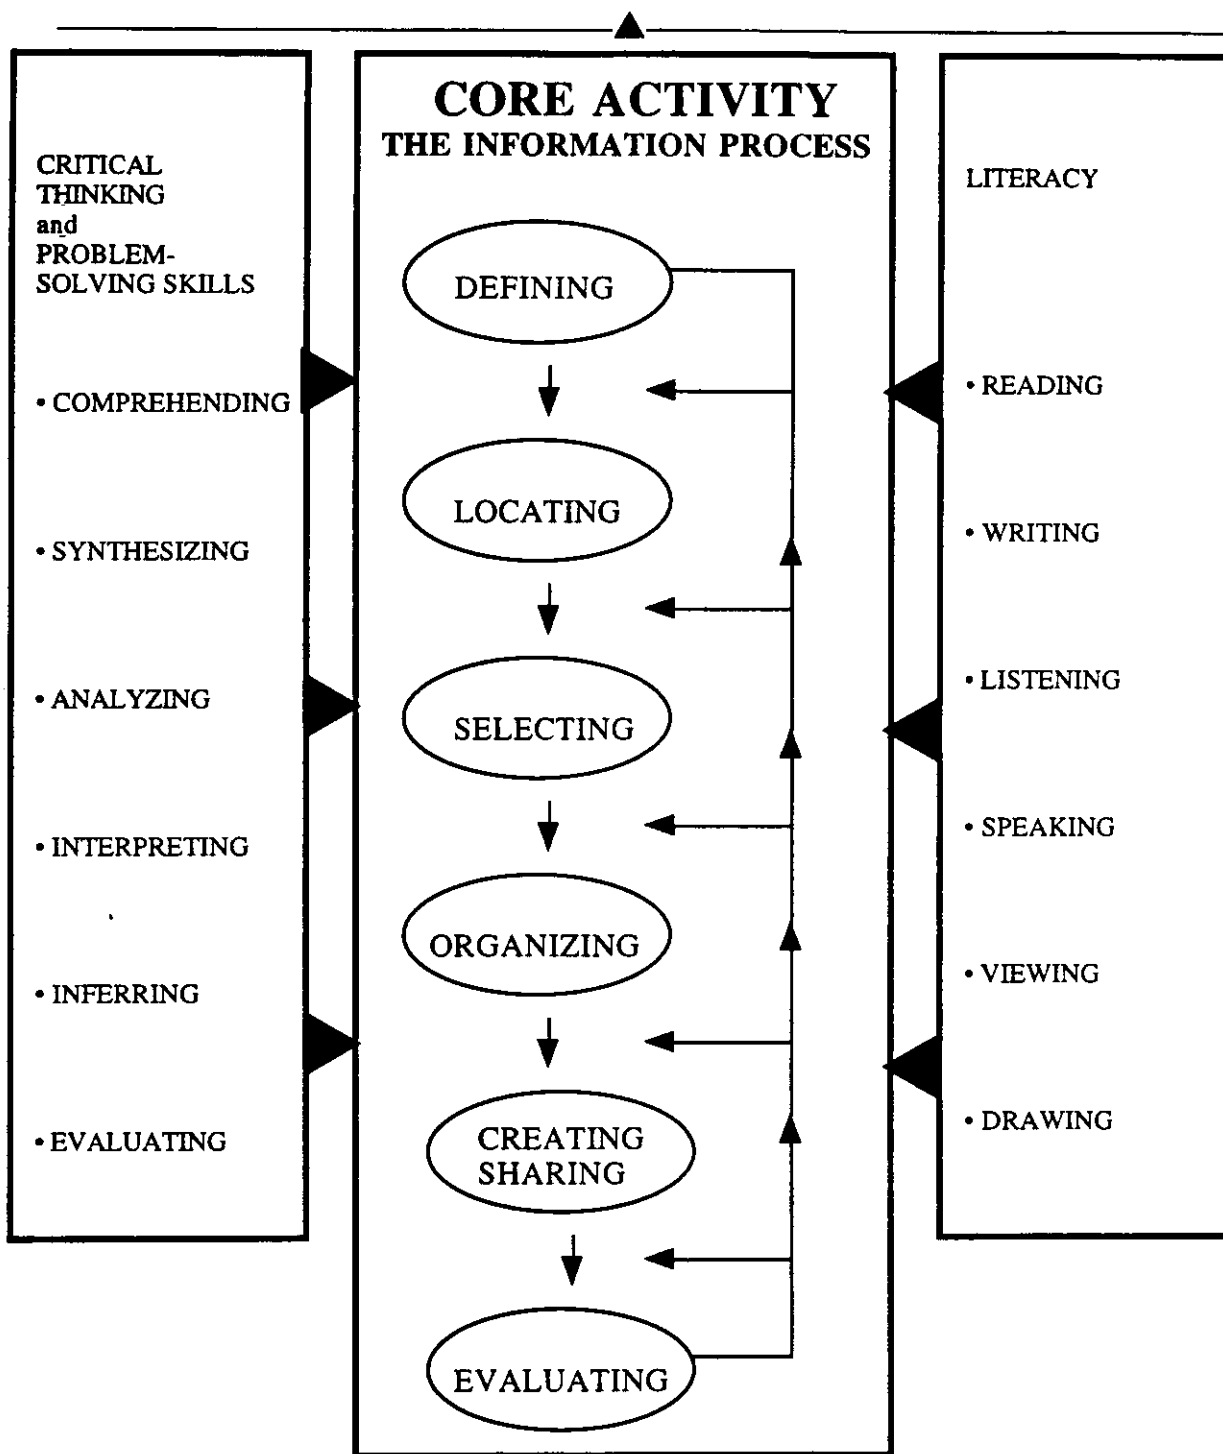 CRITICAL
THINKING
and
PROBLEM-
SOLVING SKILLS
• COMPREHENDING
• SYNTHESIZING
• ANALYZING
• INTERPRETING
• INFERRING
• EVALUATING
CORE ACTIVITY
THE INFORMATION PROCESS
DEFINING
LOCATING
SELECTING
ORGANIZING
CREATING
SHARING
EVALUATING
LITERACY
• READING
• WRITING
• LISTENING
• SPEAKING
• VIEWING
• DRAWING